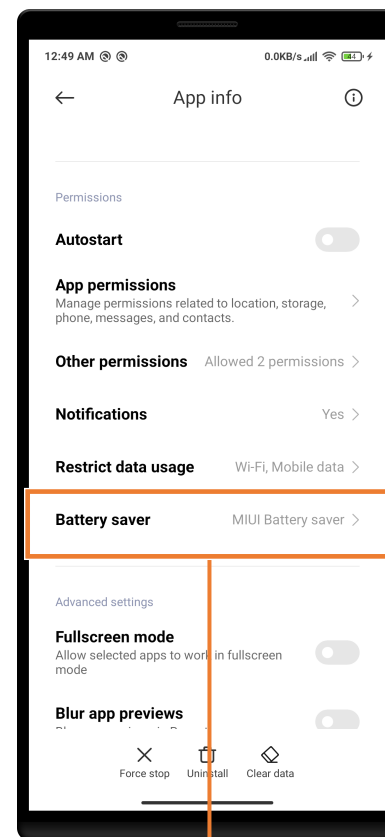 12:49 AM 0.0KB/s 44
App info
Permissions
Autostart
App permissions
Manage permissions related to location, storage,
phone, messages, and contacts.
Other permissions Allowed 2 permissions
Notifications Yes
Restrict data usage Wi-Fi, Mobile data
Battery saver MIUI Battery saver
Advanced settings
Fullscreen mode
Allow selected apps to work in fullscreen
mode
Blur app previews
Force stop Uninstall Clear data